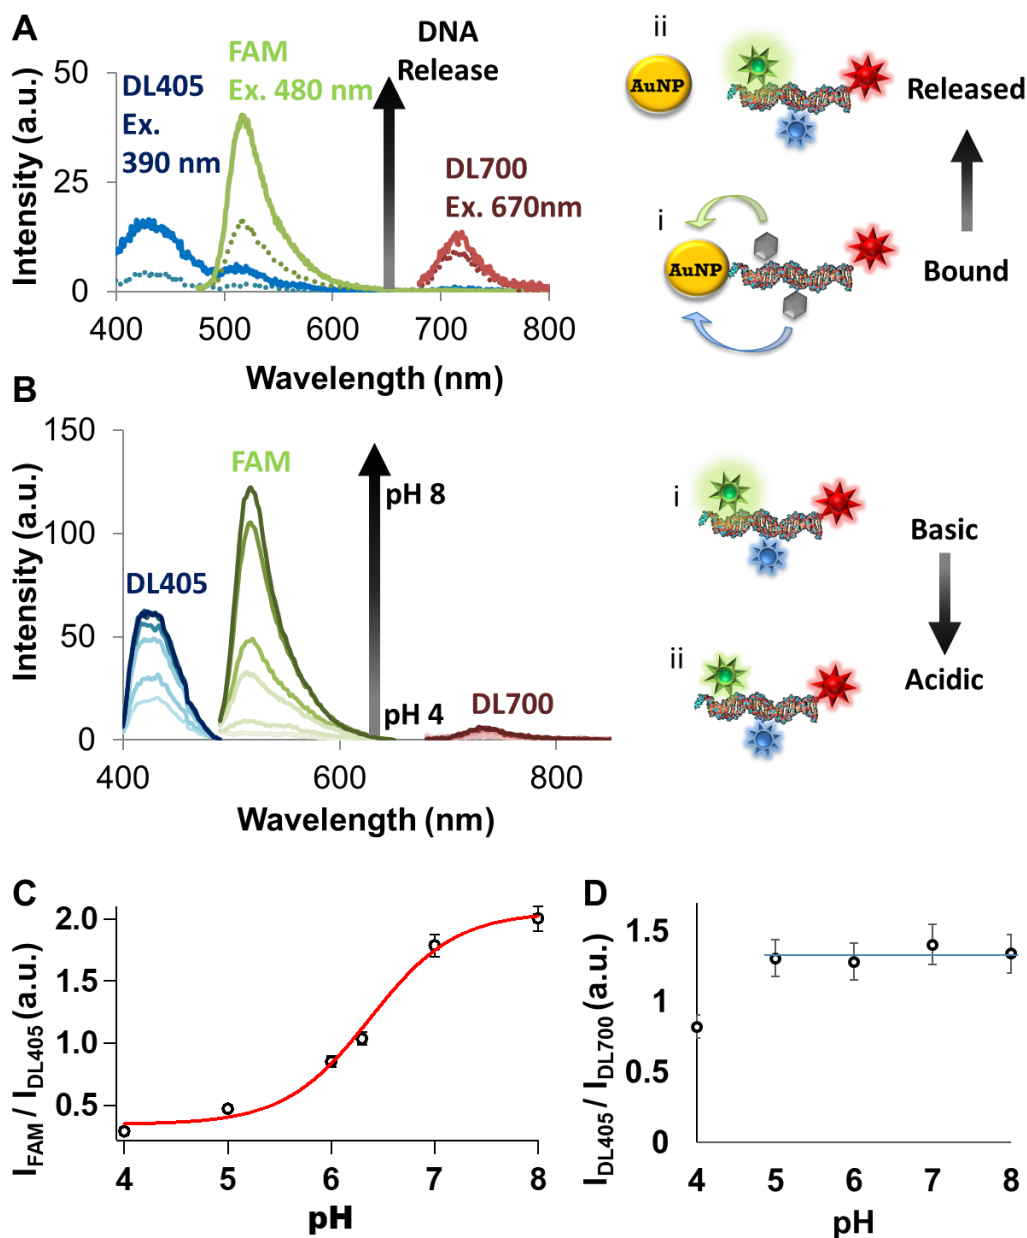 A
Intensity (a.u.)
50
25
0
DL405
Ex.
390 nm
FAM
Ex. 480 nm
DNA
Release
DL700
Ex. 670nm
400
500
600
700
800
Wavelength (nm)
ii
AuNP
Released
i
AuNP
Bound
B
Intensity (a.u.)
150
100
50
0
DL405
FAM
pH 8
pH 4
DL700
400
600
800
Wavelength (nm)
i
Basic
ii
Acidic
C
IFAM / IDL405 (a.u.)
2.0
1.5
1.0
0.5
4
5
6
7
8
pH
D
IDL405 / IDL700 (a.u.)
1.5
1
0.5
0
4
5
6
7
8
pH